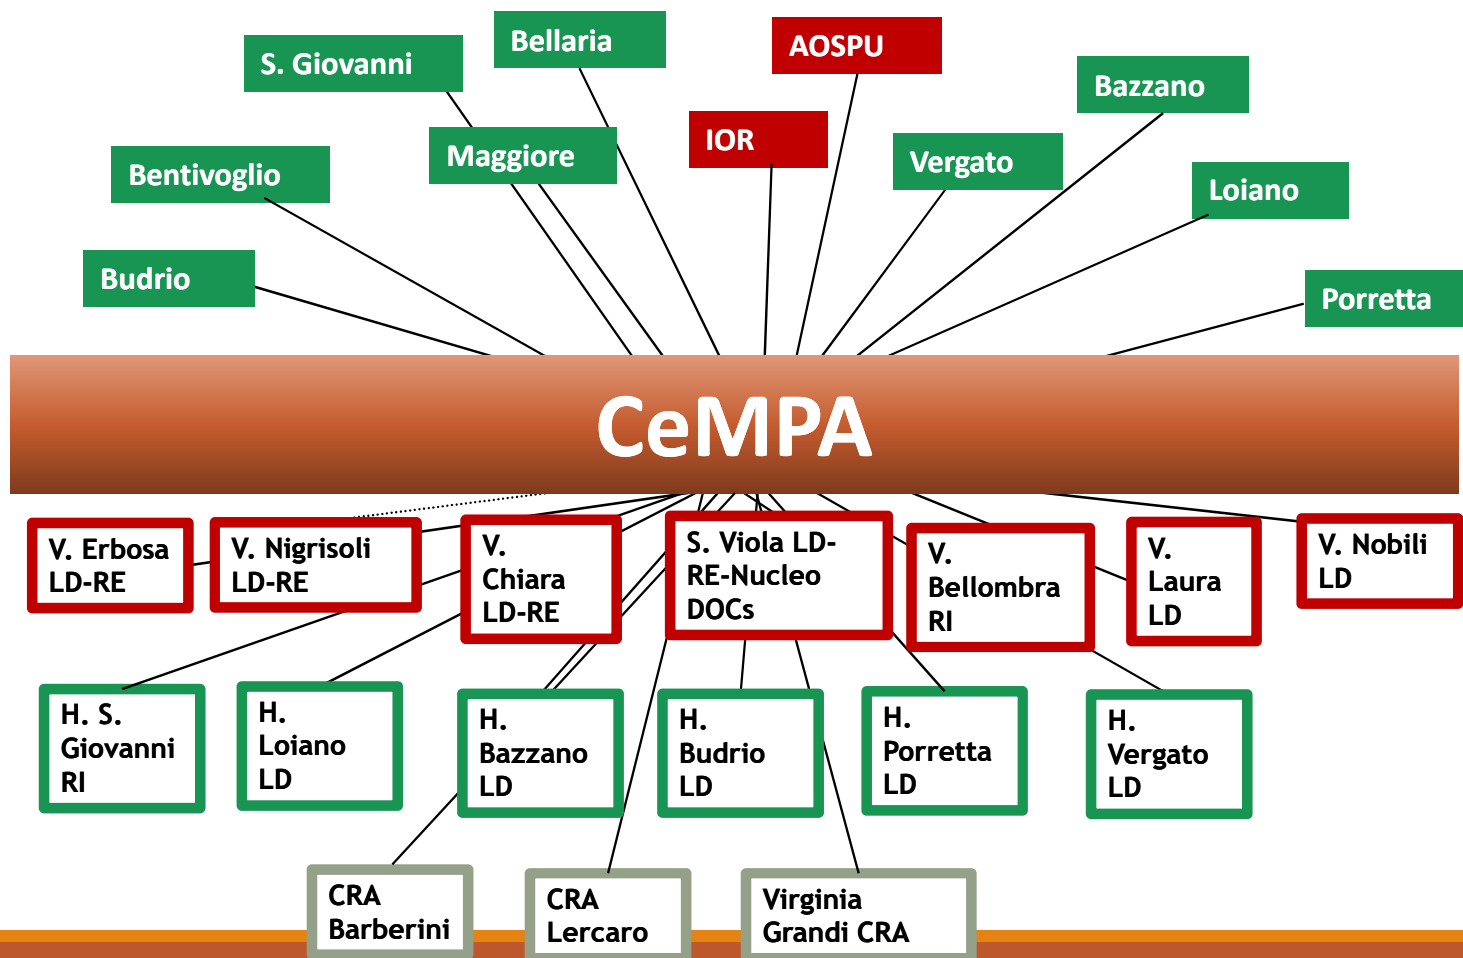 Bellaria
AOSPU
S. Giovanni
Bazzano
IOR
Maggiore
Vergato
Bentivoglio
Loiano
Budrio
Porretta
CeMPA
V. Erbosa
LD-RE
V. Nigrisoli
LD-RE
V.
Chiara
LD-RE
S. Viola LD-
RE-Nucleo
DOCs
V.
Bellombra
RI
V.
Laura
LD
V. Nobili
LD
H. S.
Giovanni
RI
H.
Loiano
LD
H.
Bazzano
LD
H.
Budrio
LD
H.
Porretta
LD
H.
Vergato
LD
CRA
Barberini
CRA
Lercaro
Virginia
Grandi CRA